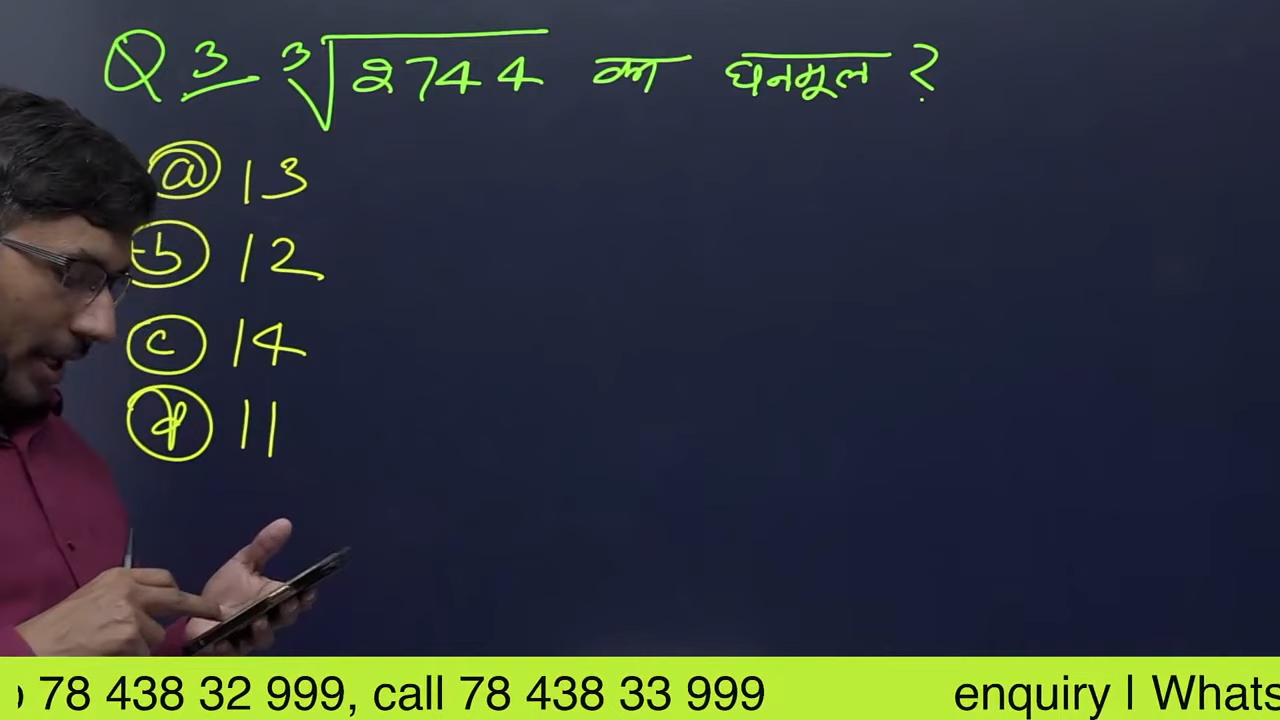 Q 3 ∛2744 का घनमूल ?
a 13
b 12
c 14
d 11
78 438 32 999, call 78 438 33 999 enquiry | Whats